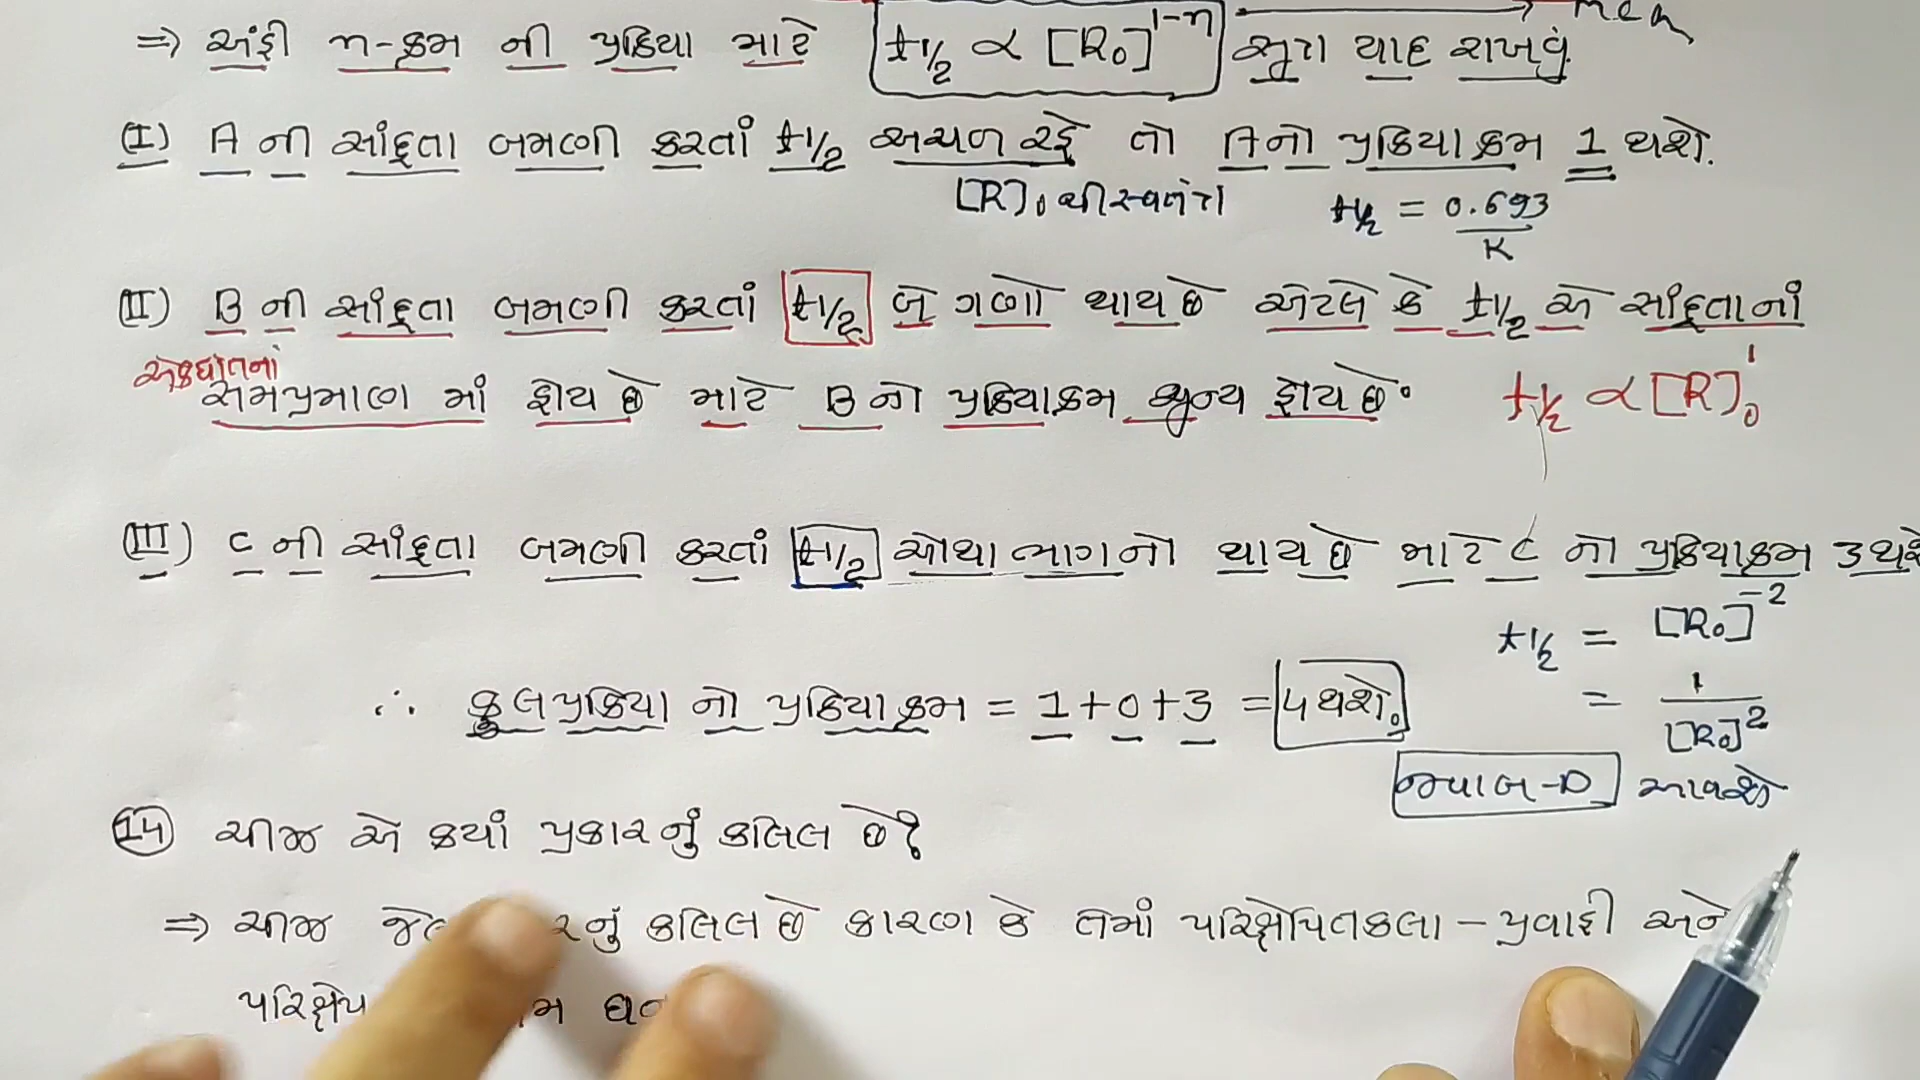 ⇒ અંહી n-ક્રમ ની પ્રક્રિયા માટે t1/2 ∝ [R₀]^1-n સૂત્ર યાદ રાખવું.
(I) A ની સાંદ્રતા બમણી કરતાં t1/2 અચળ રહે તો A નો પ્રક્રિયાક્રમ 1 થશે.
[R]₀ થી સ્વતંત્ર t1/2 = 0.693/K
(II) B ની સાંદ્રતા બમણી કરતાં t1/2 બે ગણો થાય છે એટલે કે t1/2 એ સાંદ્રતાનાં
એકઘાતનાં
સમપ્રમાણ માં હોય છે માટે B નો પ્રક્રિયાક્રમ શૂન્ય હોય છે. t1/2 ∝ [R]₀^1
(III) C ની સાંદ્રતા બમણી કરતાં t1/2 ચોથા ભાગનો થાય છે માટે C નો પ્રક્રિયાક્રમ 3
t1/2 = [R₀]^-2
∴ કુલપ્રક્રિયા નો પ્રક્રિયાક્રમ = 1+0+3 = 4 થશે.
= 1/[R₀]^2
જવાબ-D આવશે
(14) ચીજ એ કયાં પ્રકારનું કલિલ છે?
⇒ ચીજ નું કલિલ છે કારણ કે તેમાં પરિક્ષેપિતકલા – પ્રવાહી અને